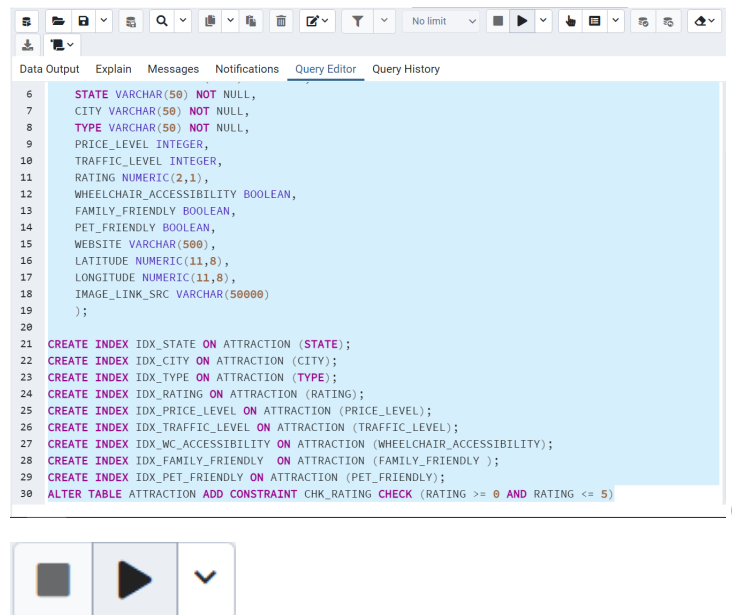 No limit
Data Output Explain Messages Notifications Query Editor Query History
6 STATE VARCHAR(50) NOT NULL,
7 CITY VARCHAR(50) NOT NULL,
8 TYPE VARCHAR(50) NOT NULL,
9 PRICE_LEVEL INTEGER,
10 TRAFFIC_LEVEL INTEGER,
11 RATING NUMERIC(2,1),
12 WHEELCHAIR_ACCESSIBILITY BOOLEAN,
13 FAMILY_FRIENDLY BOOLEAN,
14 PET_FRIENDLY BOOLEAN,
15 WEBSITE VARCHAR(500),
16 LATITUDE NUMERIC(11,8),
17 LONGITUDE NUMERIC(11,8),
18 IMAGE_LINK_SRC VARCHAR(50000)
19 );
20
21 CREATE INDEX IDX_STATE ON ATTRACTION (STATE);
22 CREATE INDEX IDX_CITY ON ATTRACTION (CITY);
23 CREATE INDEX IDX_TYPE ON ATTRACTION (TYPE);
24 CREATE INDEX IDX_RATING ON ATTRACTION (RATING);
25 CREATE INDEX IDX_PRICE_LEVEL ON ATTRACTION (PRICE_LEVEL);
26 CREATE INDEX IDX_TRAFFIC_LEVEL ON ATTRACTION (TRAFFIC_LEVEL);
27 CREATE INDEX IDX_WC_ACCESSIBILITY ON ATTRACTION (WHEELCHAIR_ACCESSIBILITY);
28 CREATE INDEX IDX_FAMILY_FRIENDLY  ON ATTRACTION (FAMILY_FRIENDLY );
29 CREATE INDEX IDX_PET_FRIENDLY ON ATTRACTION (PET_FRIENDLY);
30 ALTER TABLE ATTRACTION ADD CONSTRAINT CHK_RATING CHECK (RATING >= 0 AND RATING <= 5)